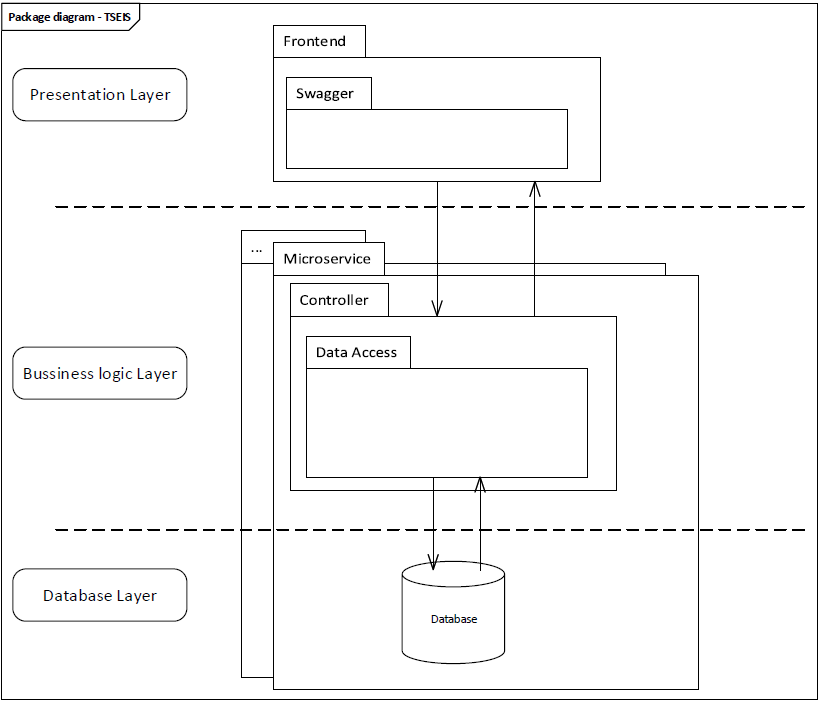 Package diagram - TSEIS
Frontend
Presentation Layer
Swagger
...
Microservice
Controller
Data Access
Bussiness logic Layer
Database Layer
Database